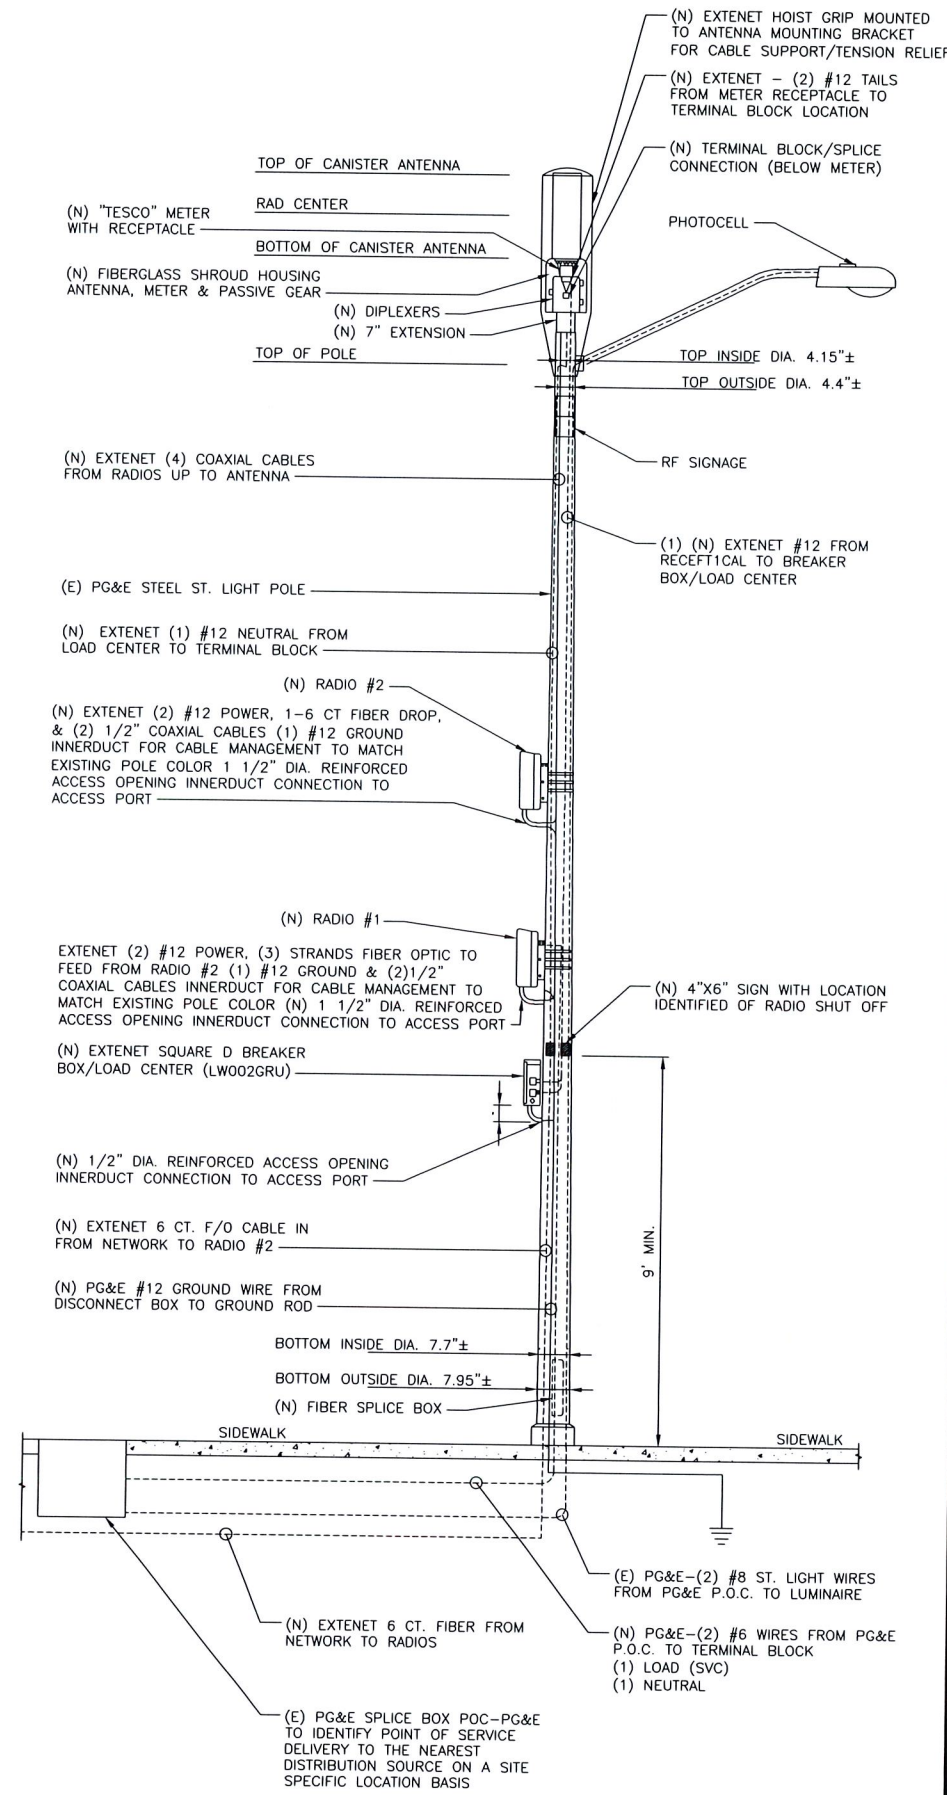 (N) EXTENET HOIST GRIP MOUNTED
TO ANTENNA MOUNTING BRACKET
FOR CABLE SUPPORT/TENSION RELIEF
(N) EXTENET - (2) #12 TAILS
FROM METER RECEPTACLE TO
TERMINAL BLOCK LOCATION
(N) TERMINAL BLOCK/SPLICE
CONNECTION (BELOW METER)
TOP OF CANISTER ANTENNA
RAD CENTER
(N) "TESCO" METER
WITH RECEPTACLE
PHOTOCELL
BOTTOM OF CANISTER ANTENNA
(N) FIBERGLASS SHROUD HOUSING
ANTENNA, METER & PASSIVE GEAR
(N) DIPLEXERS
(N) 7" EXTENSION
TOP OF POLE
TOP INSIDE DIA. 4.15"±
TOP OUTSIDE DIA. 4.4"±
(N) EXTENET (4) COAXIAL CABLES
FROM RADIOS UP TO ANTENNA
RF SIGNAGE
(1) (N) EXTENET #12 FROM
RECEFT1CAL TO BREAKER
BOX/LOAD CENTER
(E) PG&E STEEL ST. LIGHT POLE
(N) EXTENET (1) #12 NEUTRAL FROM
LOAD CENTER TO TERMINAL BLOCK
(N) RADIO #2
(N) EXTENET (2) #12 POWER, 1-6 CT FIBER DROP,
& (2) 1/2" COAXIAL CABLES (1) #12 GROUND
INNERDUCT FOR CABLE MANAGEMENT TO MATCH
EXISTING POLE COLOR 1 1/2" DIA. REINFORCED
ACCESS OPENING INNERDUCT CONNECTION TO
ACCESS PORT
(N) RADIO #1
EXTENET (2) #12 POWER, (3) STRANDS FIBER OPTIC TO
FEED FROM RADIO #2 (1) #12 GROUND & (2)1/2"
COAXIAL CABLES INNERDUCT FOR CABLE MANAGEMENT TO
MATCH EXISTING POLE COLOR (N) 1 1/2" DIA. REINFORCED
ACCESS OPENING INNERDUCT CONNECTION TO ACCESS PORT
(N) 4"X6" SIGN WITH LOCATION
IDENTIFIED OF RADIO SHUT OFF
(N) EXTENET SQUARE D BREAKER
BOX/LOAD CENTER (LW002GRU)
(N) 1/2" DIA. REINFORCED ACCESS OPENING
INNERDUCT CONNECTION TO ACCESS PORT
(N) EXTENET 6 CT. F/O CABLE IN
FROM NETWORK TO RADIO #2
9' MIN.
(N) PG&E #12 GROUND WIRE FROM
DISCONNECT BOX TO GROUND ROD
BOTTOM INSIDE DIA. 7.7"±
BOTTOM OUTSIDE DIA. 7.95"±
(N) FIBER SPLICE BOX
SIDEWALK
SIDEWALK
(E) PG&E-(2) #8 ST. LIGHT WIRES
FROM PG&E P.O.C. TO LUMINAIRE
(N) EXTENET 6 CT. FIBER FROM
NETWORK TO RADIOS
(N) PG&E-(2) #6 WIRES FROM PG&E
P.O.C. TO TERMINAL BLOCK
(1) LOAD (SVC)
(1) NEUTRAL
(E) PG&E SPLICE BOX POC-PG&E
TO IDENTIFY POINT OF SERVICE
DELIVERY TO THE NEAREST
DISTRIBUTION SOURCE ON A SITE
SPECIFIC LOCATION BASIS